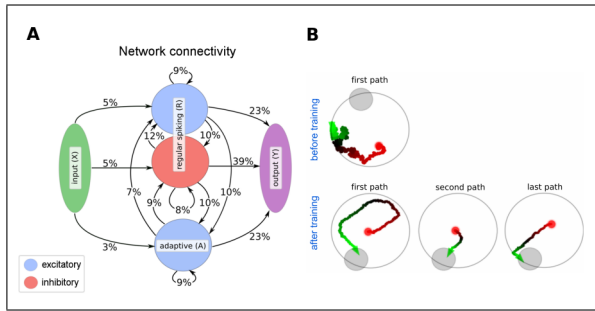 A
Network connectivity
9%
5%
23%
regular spiking (R)
12%
10%
input (X)
5%
39%
output (Y)
7%
9%
8%
10%
10%
3%
adaptive (A)
23%
9%
excitatory
inhibitory
B
first path
before training
first path
second path
last path
after training